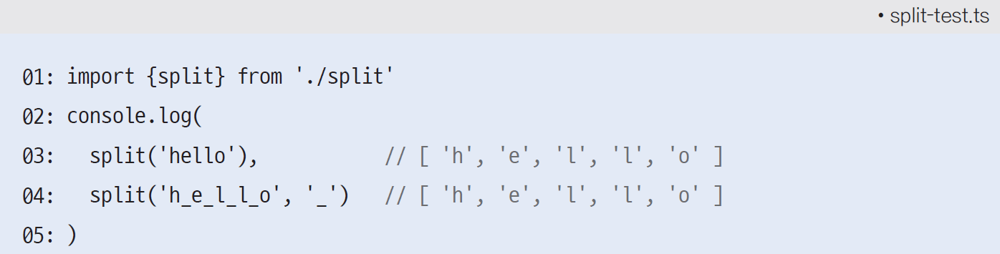 • split-test.ts
01: import {split} from './split'
02: console.log(
03:   split('hello'),           // [ 'h', 'e', 'l', 'l', 'o' ]
04:   split('h_e_l_l_o', '_')   // [ 'h', 'e', 'l', 'l', 'o' ]
05: )